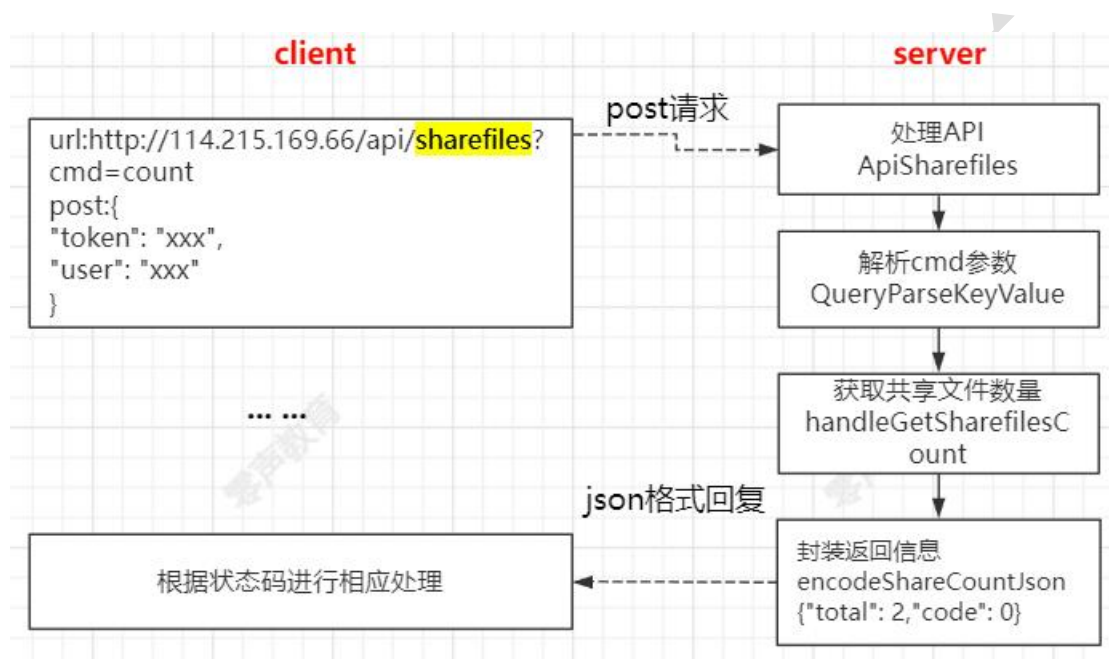 client
server
post请求
url:http://114.215.169.66/api/sharefiles?
cmd=count
post:{
"token": "xxx",
"user": "xxx"
}
处理API
ApiSharefiles
解析cmd参数
QueryParseKeyValue
获取共享文件数量
handleGetSharefilesC
ount
... ...
零声教育
json格式回复
封装返回信息
encodeShareCountJson
{"total": 2,"code": 0}
根据状态码进行相应处理